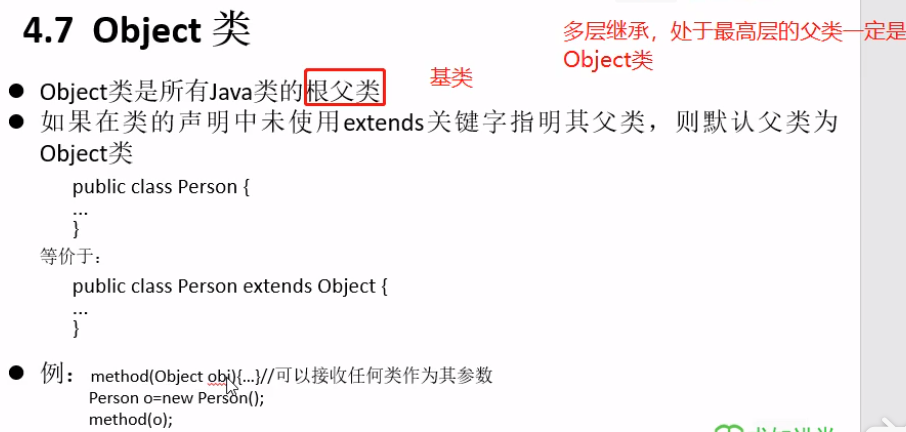 4.7 Object 类
多层继承，处于最高层的父类一定是
Object类
● Object类是所有Java类的根父类
基类
● 如果在类的声明中未使用extends关键字指明其父类，则默认父类为
Object类
public class Person {
...
}
等价于：
public class Person extends Object {
...
}
● 例：method(Object obj){…}//可以接收任何类作为其参数
Person o=new Person();
method(o);